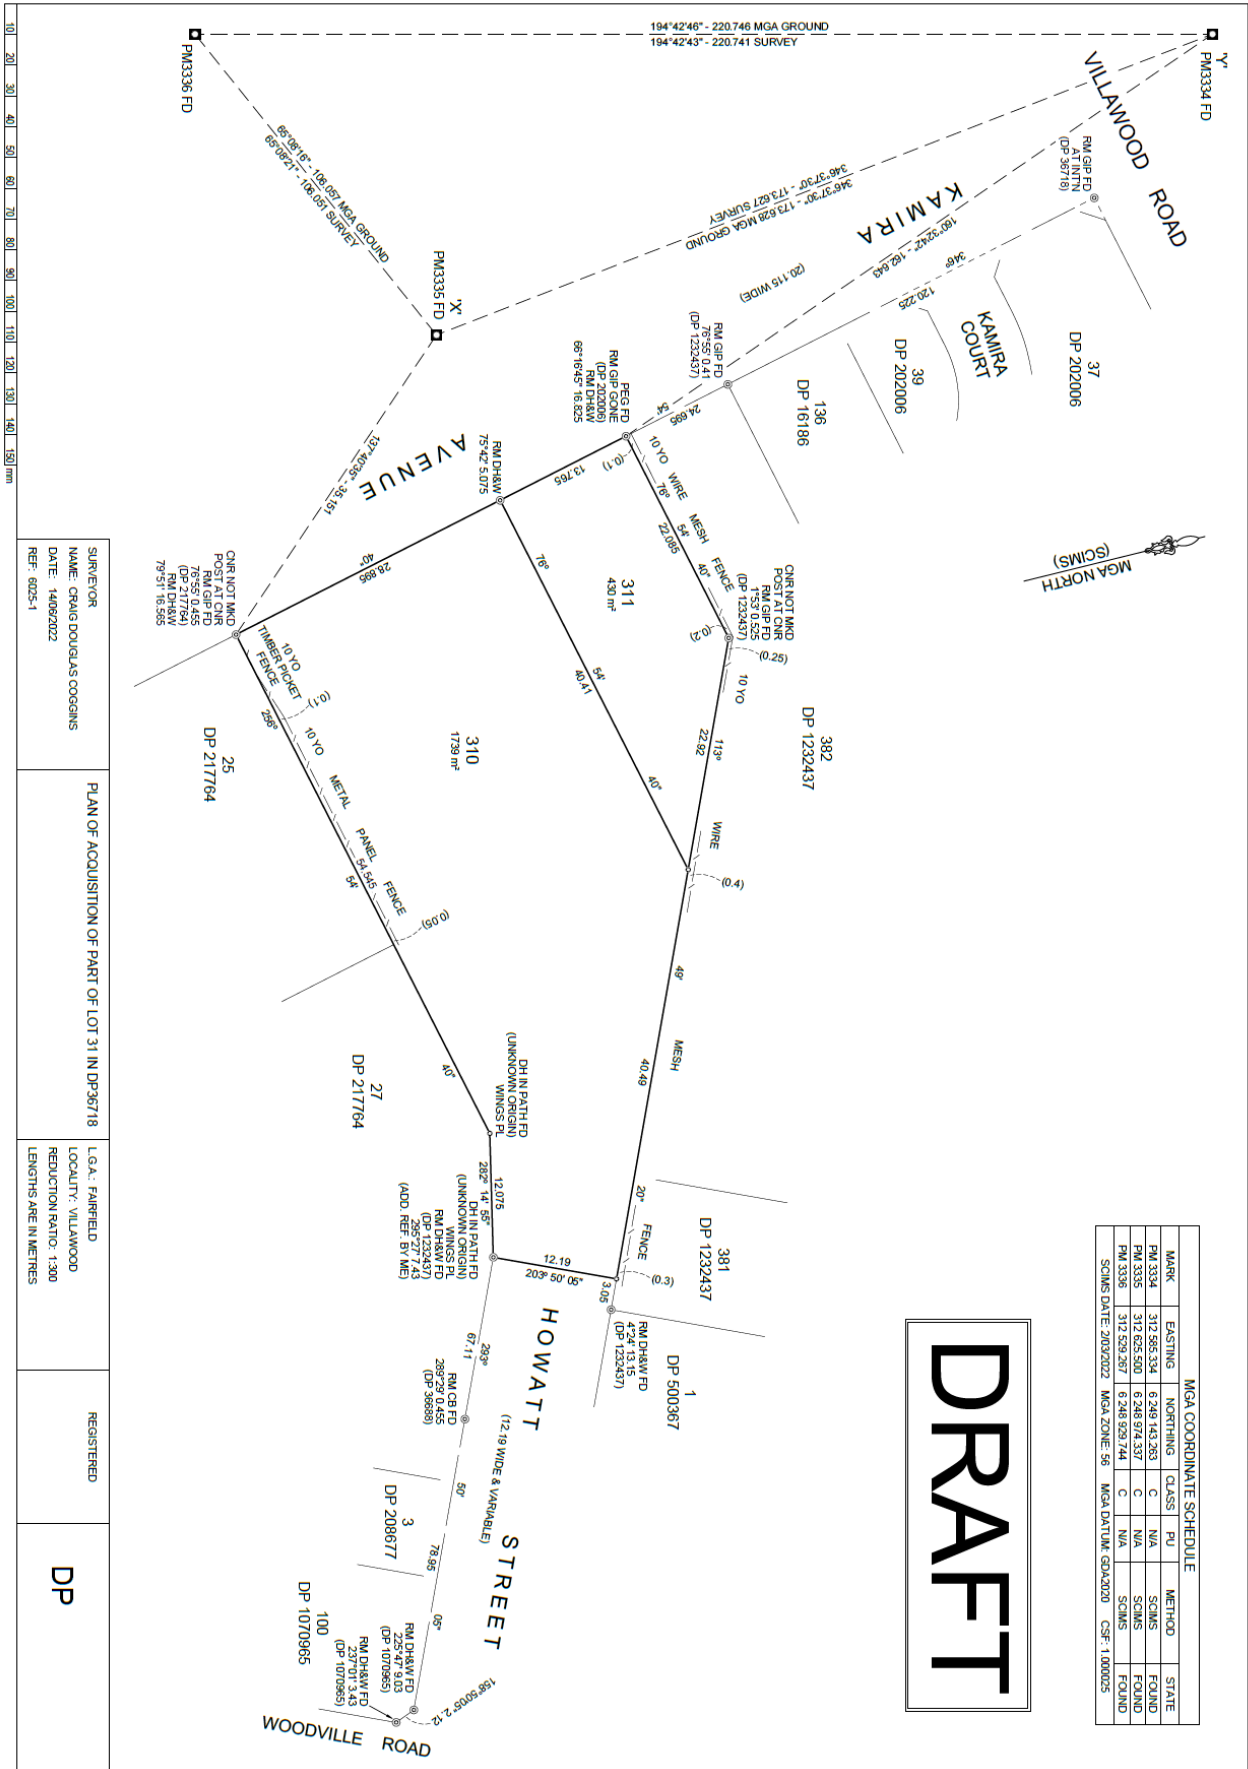 'Y'
PM3334 FD
VILLAWOOD ROAD
194°42'46" - 220.746 MGA GROUND
194°42'43" - 220.741 SURVEY
PM3336 FD
65°08'16" - 106.057 MGA GROUND
65°08'21" - 106.051 SURVEY
'X'
PM3335 FD
346°37'30" - 173.628 MGA GROUND
346°37'30" - 173.627 SURVEY
160°32'42" - 162.643
137°40'35" - 35.151
KAMIRA
AVENUE
(20.115 WIDE)
RM GIP FD
AT INT'N
(DP 36718)
346°
120.225
54'
24.695
13.765
40"
28.895
37
DP 202006
KAMIRA
COURT
39
DP 202006
136
DP 16186
RM GIP FD
76°55' 0.41
(DP 1232437)
PEG FD
RM GIP GONE
(DP 202006)
RM DH&W
66°16'45" 16.825
RM DH&W
75°42' 5.075
CNR NOT MKD
POST AT CNR
RM GIP FD
76°55' 0.455
(DP 217764)
RM DH&W
79°51' 16.565
10 YO WIRE MESH FENCE
(0.1)
76° 54' 40"
22.085
(0.2)
CNR NOT MKD
POST AT CNR
RM GIP FD
1°53' 0.525
(DP 1232437)
(0.25)
10 YO WIRE MESH FENCE
382
DP 1232437
311
430 m²
76° 54' 40"
40.41
113° 49' 20"
22.92
(0.4)
40.49
310
1739 m²
10 YO
TIMBER PICKET
FENCE
(0.1)
10 YO METAL PANEL FENCE
256° 54' 40"
54.545
(0.05)
25
DP 217764
27
DP 217764
DH IN PATH FD
(UNKNOWN ORIGIN)
WINGS PL
12.075
282° 14' 55"
DH IN PATH FD
(UNKNOWN ORIGIN)
WINGS PL
RM DH&W FD
(DP 1232437)
295°27' 7.43
(ADD. REF. BY ME)
12.19
203° 50' 05"
(0.3)
3.05
381
DP 1232437
RM DH&W FD
4°24' 13.15
(DP 1232437)
1
DP 500367
HOWATT STREET
(12.19 WIDE & VARIABLE)
293° 50' 05"
67.11
RM CB FD
289°29' 0.455
(DP 36688)
78.95
3
DP 208677
100
DP 1070965
RM DH&W FD
225°47' 9.03
(DP 1070965)
RM DH&W FD
237°01' 3.43
(DP 1070965)
158°50'05" 2.12
WOODVILLE ROAD
MGA NORTH
(SCIMS)
MGA COORDINATE SCHEDULE
MARK EASTING NORTHING CLASS PU METHOD STATE
PM 3334 312 585.334 6 249 143.263 C N/A SCIMS FOUND
PM 3335 312 625.500 6 248 974.337 C N/A SCIMS FOUND
PM 3336 312 529.267 6 248 929.744 C N/A SCIMS FOUND
SCIMS DATE: 2/03/2022 MGA ZONE: 56 MGA DATUM: GDA2020 CSF: 1.000025
DRAFT
10 20 30 40 50 60 70 80 90 100 110 120 130 140 150 mm
SURVEYOR
NAME: CRAIG DOUGLAS COGGINS
DATE: 14/06/2022
REF: 6025-1
PLAN OF ACQUISITION OF PART OF LOT 31 IN DP36718
L.G.A.: FAIRFIELD
LOCALITY: VILLAWOOD
REDUCTION RATIO: 1:300
LENGTHS ARE IN METRES
REGISTERED
DP